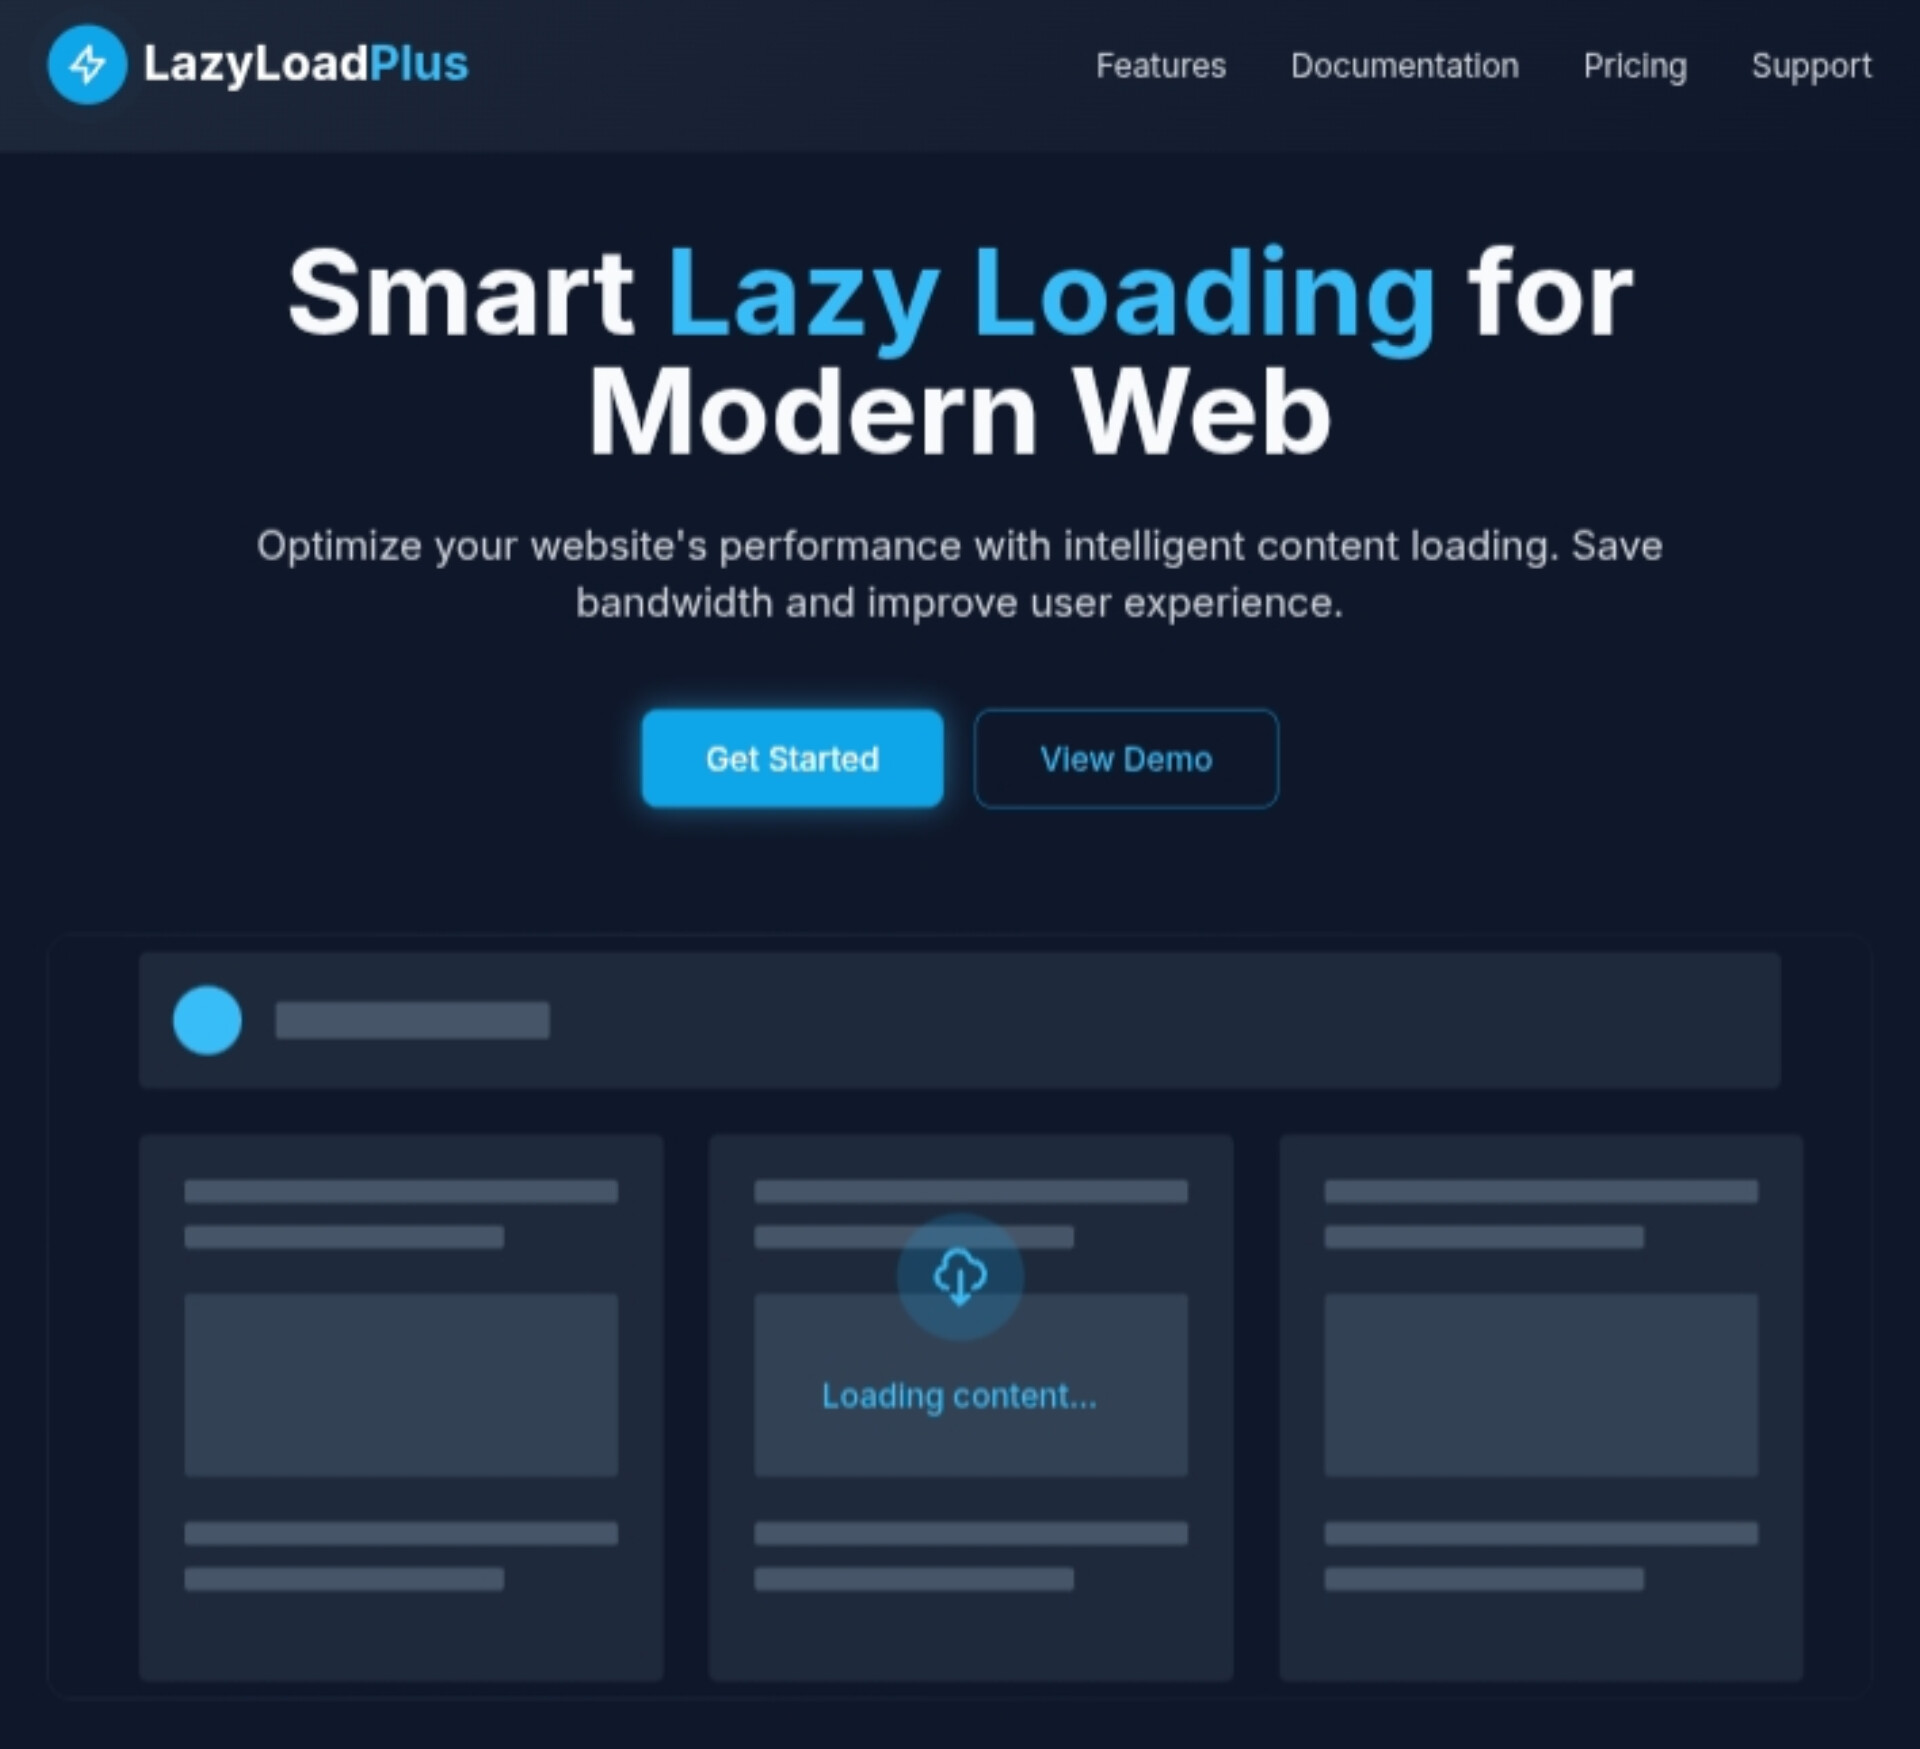 LazyLoadPlus
Features
Documentation
Pricing
Support
Smart Lazy Loading for
Modern Web
Optimize your website's performance with intelligent content loading. Save
bandwidth and improve user experience.
Get Started
View Demo
Loading content...